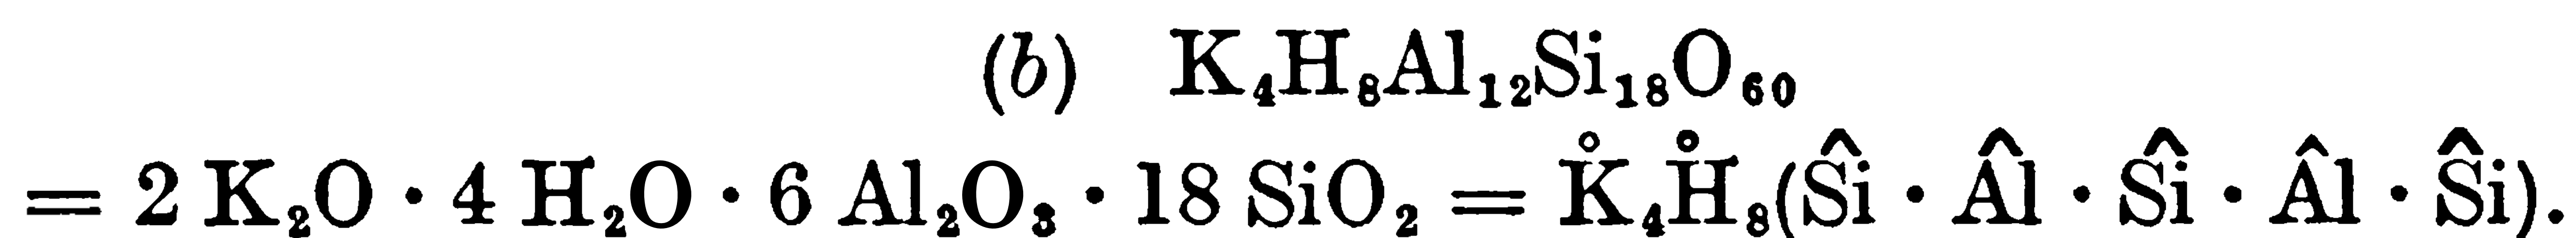 (b) K₄H₈Al₁₂Si₁₈O₆₀
= 2 K₂O · 4 H₂O · 6 Al₂O₃ · 18 SiO₂ = K̊₄H̊₈(Ŝi · Âl · Ŝi · Âl · Ŝi).